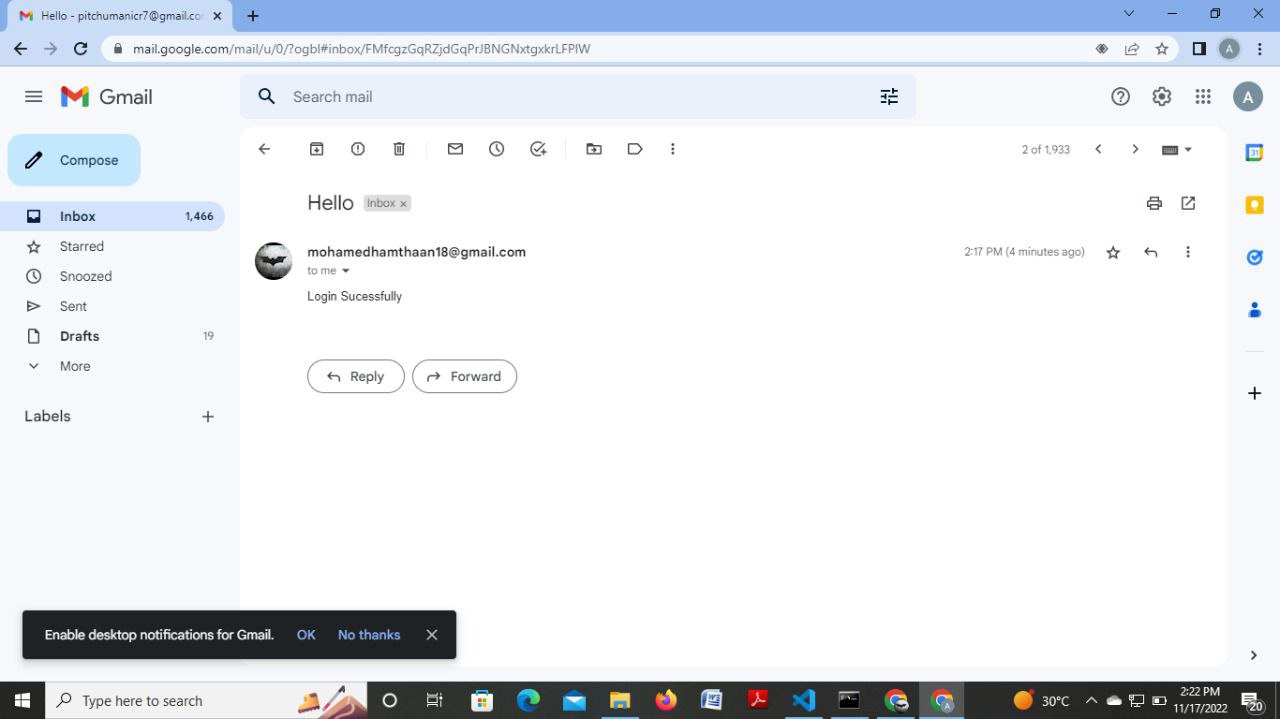 Hello - pitchumanicr7@gmail.cor
mail.google.com/mail/u/0/?ogbl#inbox/FMfcgzGqRZjdGqPrJBNGNxtgxkrLFPlW
A
Gmail
Search mail
A
Compose
2 of 1,933
Hello
Inbox ×
Inbox 1,466
Starred
Snoozed
Sent
Drafts 19
More
Labels
mohamedhamthaan18@gmail.com
2:17 PM (4 minutes ago)
to me
Login Sucessfully
Reply
Forward
31
Enable desktop notifications for Gmail. OK No thanks
Type here to search
A
30°C
2:22 PM
11/17/2022
20